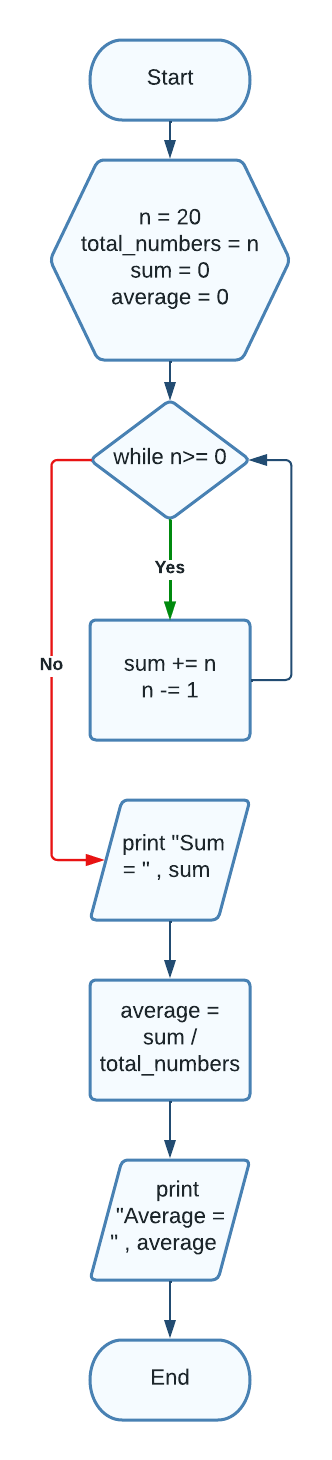 Start
n = 20
total_numbers = n
sum = 0
average = 0
while n>= 0
Yes
No
sum += n
n -= 1
print "Sum
= " , sum
average =
sum /
total_numbers
print
"Average =
" , average
End